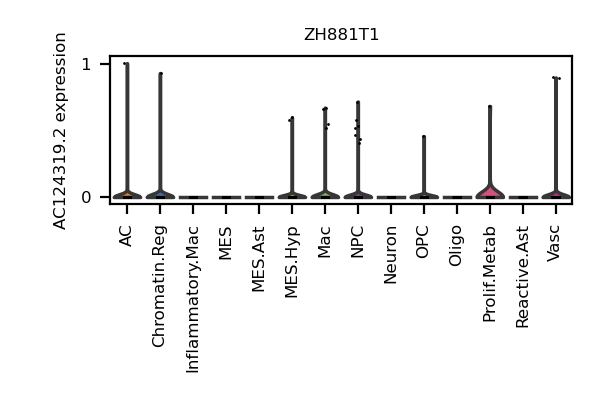 ZH881T1
AC124319.2 expression
1
0
AC
Chromatin.Reg
Inflammatory.Mac
MES
MES.Ast
MES.Hyp
Mac
NPC
Neuron
OPC
Oligo
Prolif.Metab
Reactive.Ast
Vasc